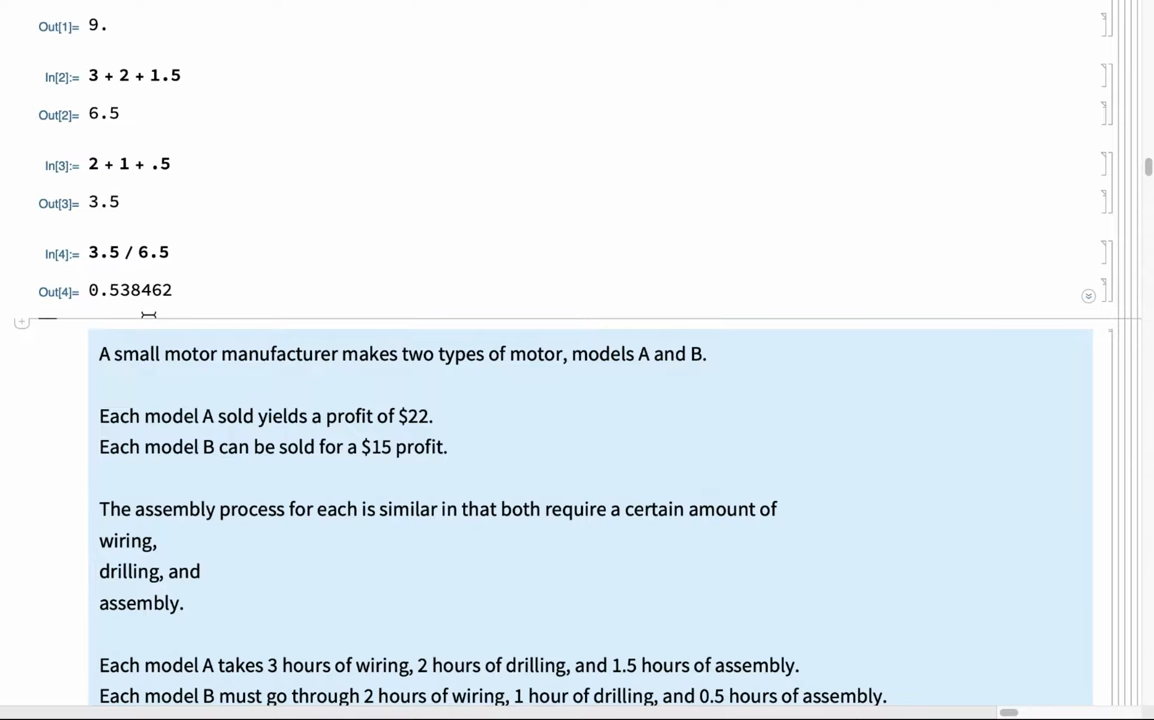 Out[1]= 9.
In[2]:= 3 + 2 + 1.5
Out[2]= 6.5
In[3]:= 2 + 1 + .5
Out[3]= 3.5
In[4]:= 3.5 / 6.5
Out[4]= 0.538462
A small motor manufacturer makes two types of motor, models A and B.
Each model A sold yields a profit of $22.
Each model B can be sold for a $15 profit.
The assembly process for each is similar in that both require a certain amount of
wiring,
drilling, and
assembly.
Each model A takes 3 hours of wiring, 2 hours of drilling, and 1.5 hours of assembly.
Each model B must go through 2 hours of wiring, 1 hour of drilling, and 0.5 hours of assembly.